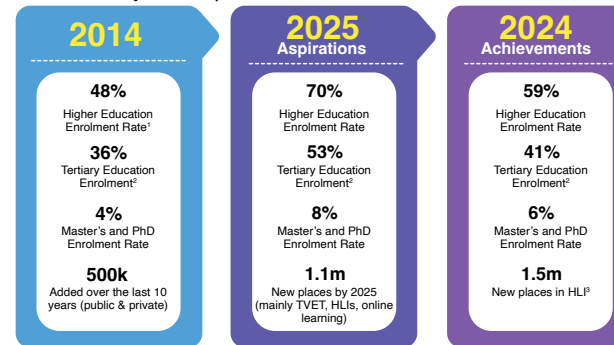 2014
48%
Higher Education
Enrolment Rate¹
36%
Tertiary Education
Enrolment²
4%
Master's and PhD
Enrolment Rate
500k
Added over the last 10
years (public & private)
2025
Aspirations
70%
Higher Education
Enrolment Rate
53%
Tertiary Education
Enrolment²
8%
Master's and PhD
Enrolment Rate
1.1m
New places by 2025
(mainly TVET, HLIs, online
learning)
2024
Achievements
59%
Higher Education
Enrolment Rate
41%
Tertiary Education
Enrolment²
6%
Master's and PhD
Enrolment Rate
1.5m
New places in HLI³